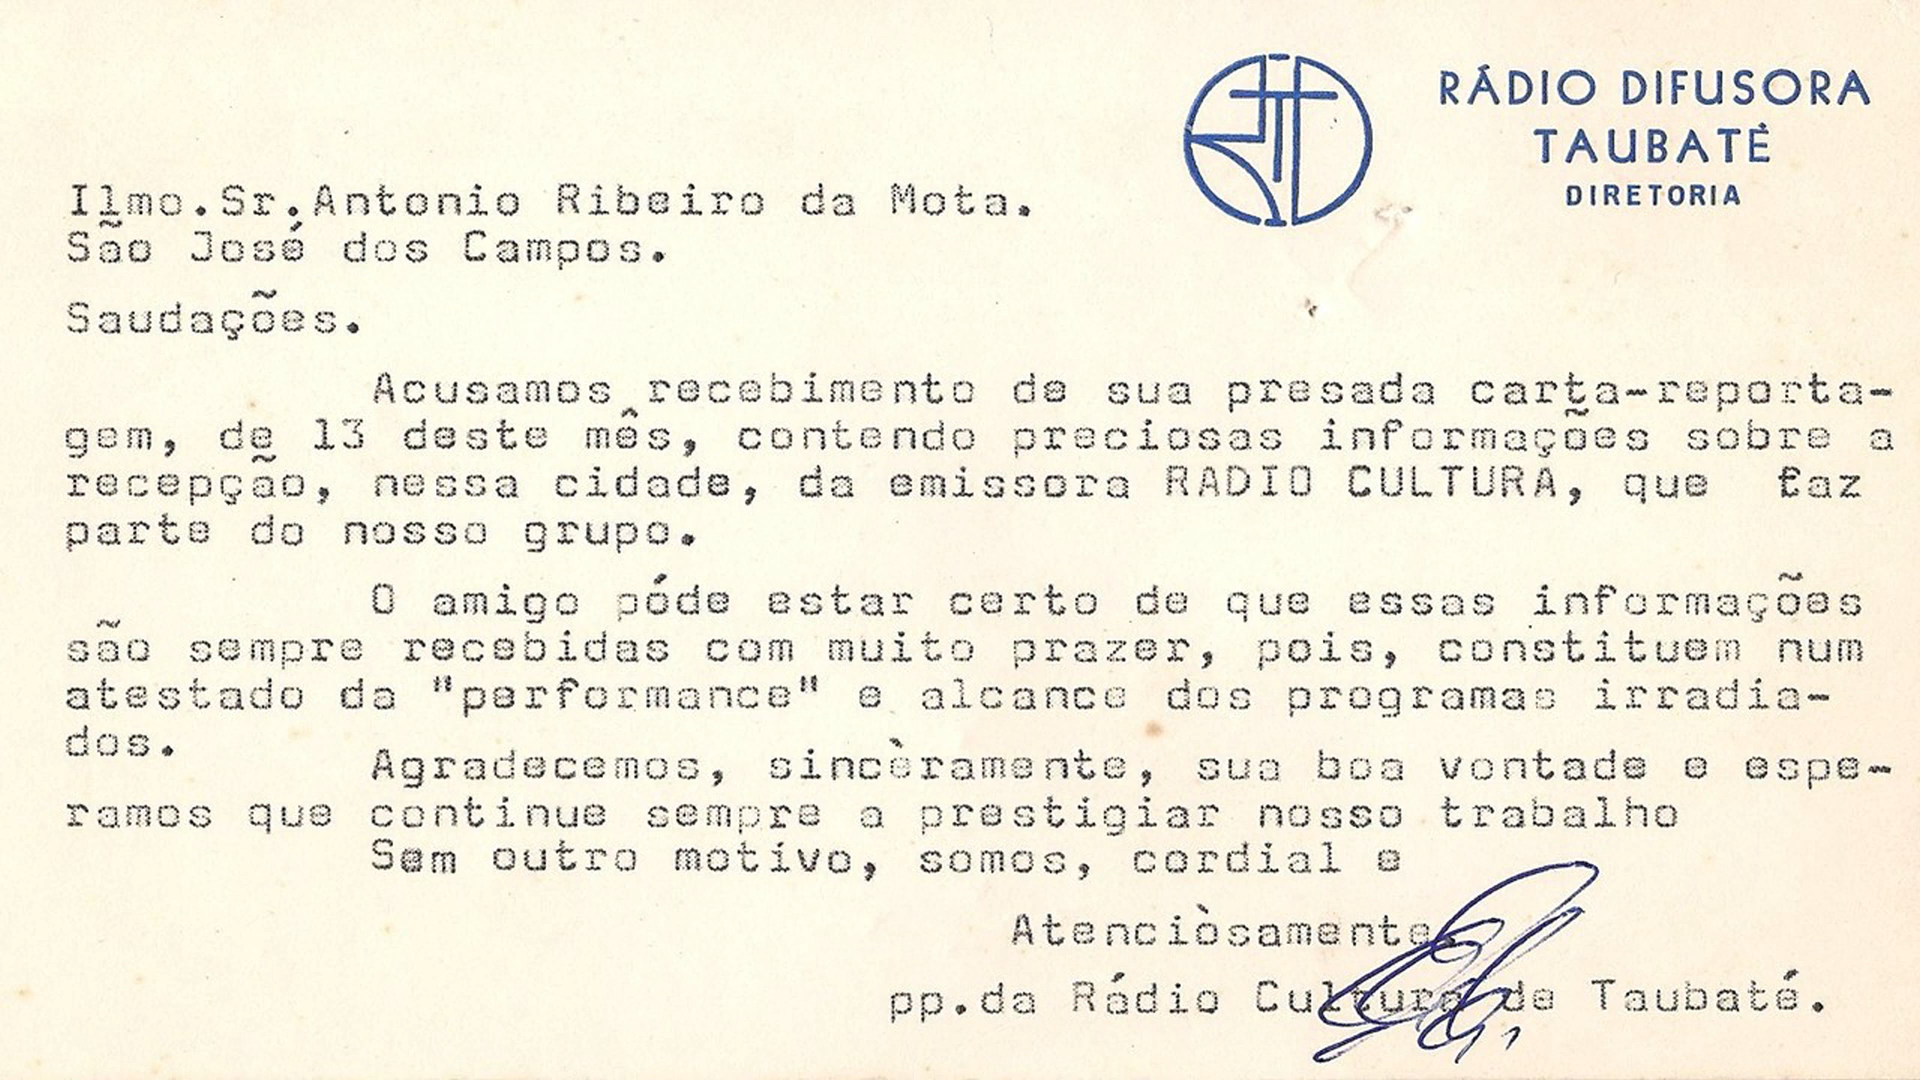 RÁDIO DIFUSORA
TAUBATÉ
DIRETORIA
Ilmo.Sr.Antonio Ribeiro da Mota.
São José dos Campos.
Saudações.
Acusamos recebimento de sua presada carta-reporta-
gem, de 13 deste mês, contendo preciosas informações sobre a
recepção, nessa cidade, da emissora RADIO CULTURA, que faz
parte do nosso grupo.
O amigo póde estar certo de que essas informações
são sempre recebidas com muito prazer, pois, constituem num
atestado da "performance" e alcance dos programas irradia-
dos.
Agradecemos, sincèramente, sua boa vontade e espe-
ramos que continue sempre a prestigiar nosso trabalho
Sem outro motivo, somos, cordial e
Atenciòsamente.
pp.da Rádio Cultura de Taubaté.